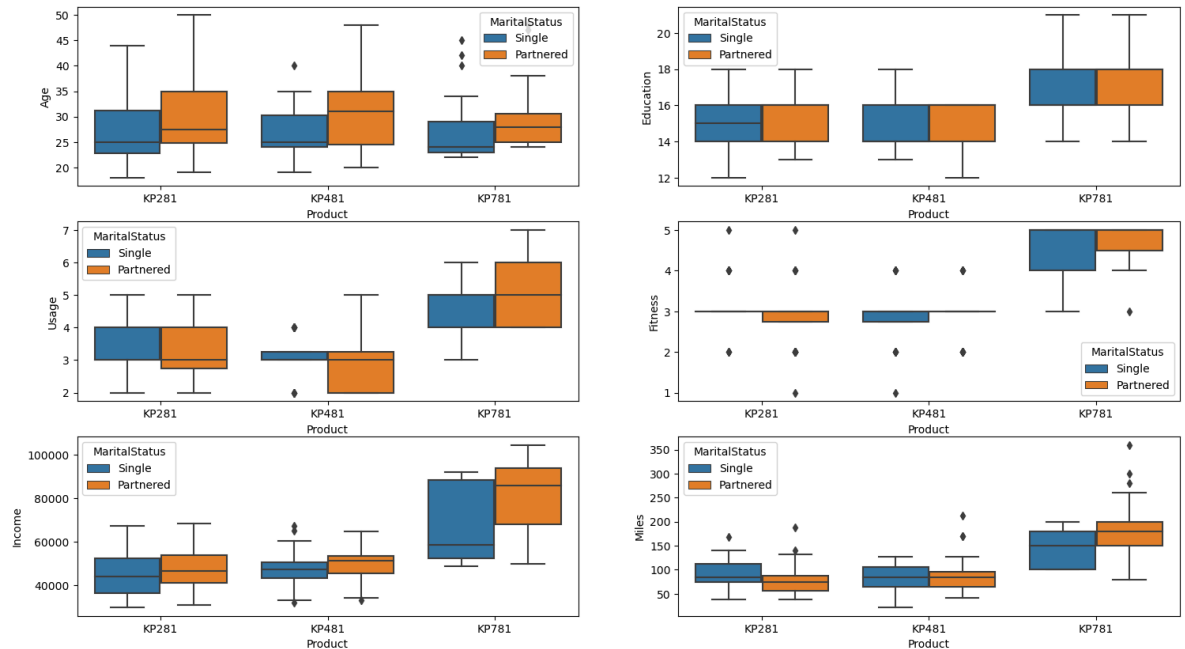 50
45
40
35
30
25
20
Age
MaritalStatus
Single
Partnered
KP281 KP481 KP781
Product
20
18
16
14
12
Education
MaritalStatus
Single
Partnered
KP281 KP481 KP781
Product
7
6
5
4
3
2
Usage
MaritalStatus
Single
Partnered
KP281 KP481 KP781
Product
5
4
3
2
1
Fitness
MaritalStatus
Single
Partnered
KP281 KP481 KP781
Product
100000
80000
60000
40000
Income
MaritalStatus
Single
Partnered
KP281 KP481 KP781
Product
350
300
250
200
150
100
50
Miles
MaritalStatus
Single
Partnered
KP281 KP481 KP781
Product